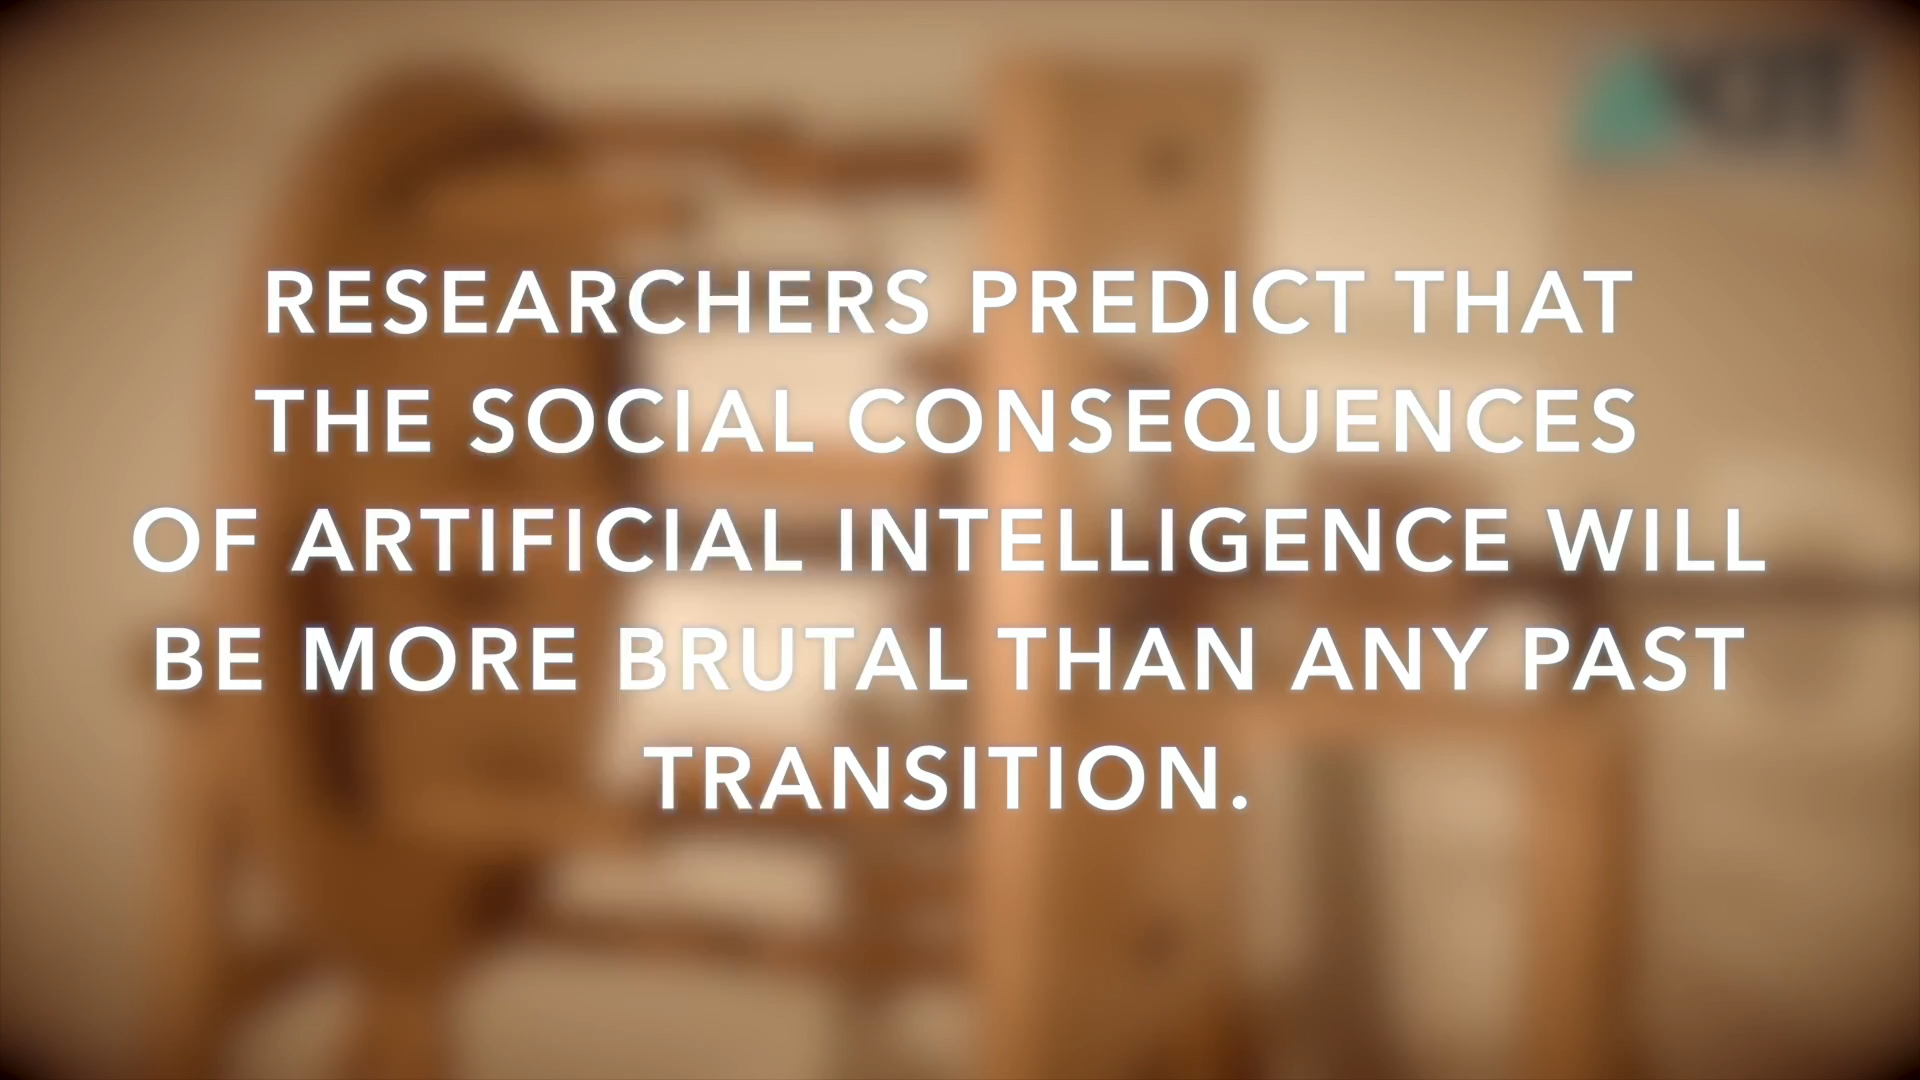 RESEARCHERS PREDICT THAT
THE SOCIAL CONSEQUENCES
OF ARTIFICIAL INTELLIGENCE WILL
BE MORE BRUTAL THAN ANY PAST
TRANSITION.